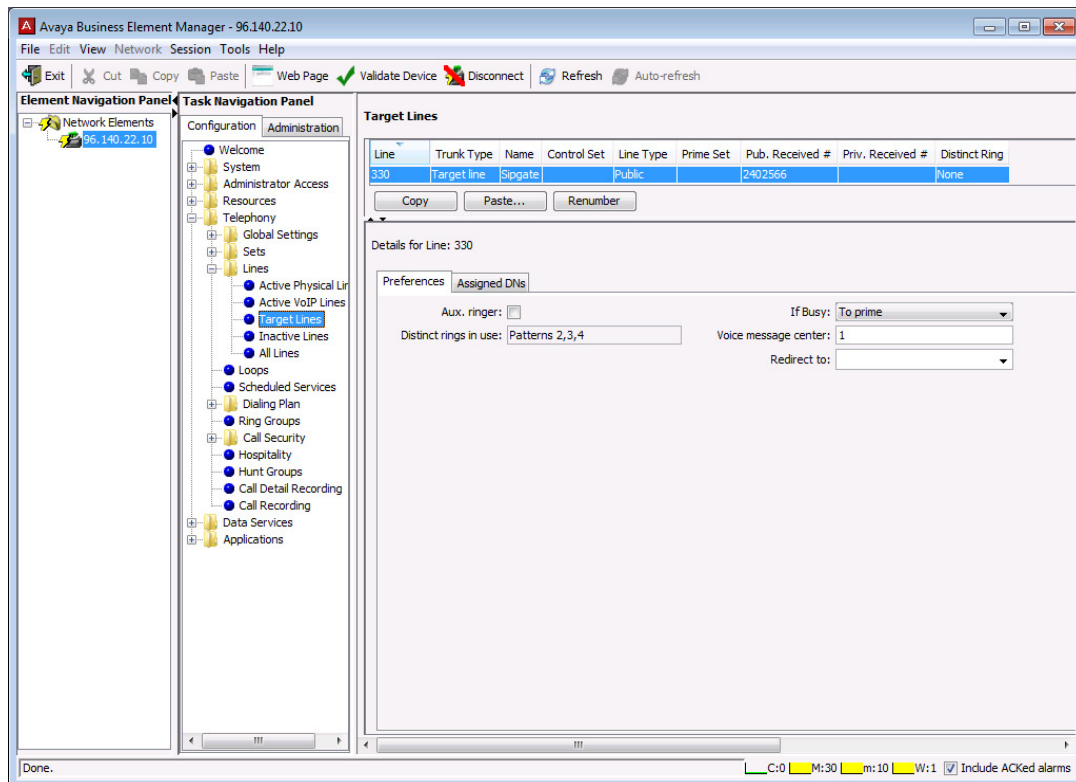 Avaya Business Element Manager - 96.140.22.10
File Edit View Network Session Tools Help
Exit Cut Copy Paste Web Page Validate Device Disconnect Refresh Auto-refresh
Element Navigation Panel
Network Elements
96.140.22.10
Task Navigation Panel
Configuration Administration
Welcome
System
Administrator Access
Resources
Telephony
Global Settings
Sets
Lines
Active Physical Lir
Active VoIP Lines
Target Lines
Inactive Lines
All Lines
Loops
Scheduled Services
Dialing Plan
Ring Groups
Call Security
Hospitality
Hunt Groups
Call Detail Recording
Call Recording
Data Services
Applications
Target Lines
Line Trunk Type Name Control Set Line Type Prime Set Pub. Received # Priv. Received # Distinct Ring
330 Target line Sipgate Public 2402566 None
Copy Paste... Renumber
Details for Line: 330
Preferences Assigned DNs
Aux. ringer: If Busy: To prime
Distinct rings in use: Patterns 2,3,4 Voice message center: 1
Redirect to:
Done. C:0 M:30 m:10 W:1 Include ACKed alarms